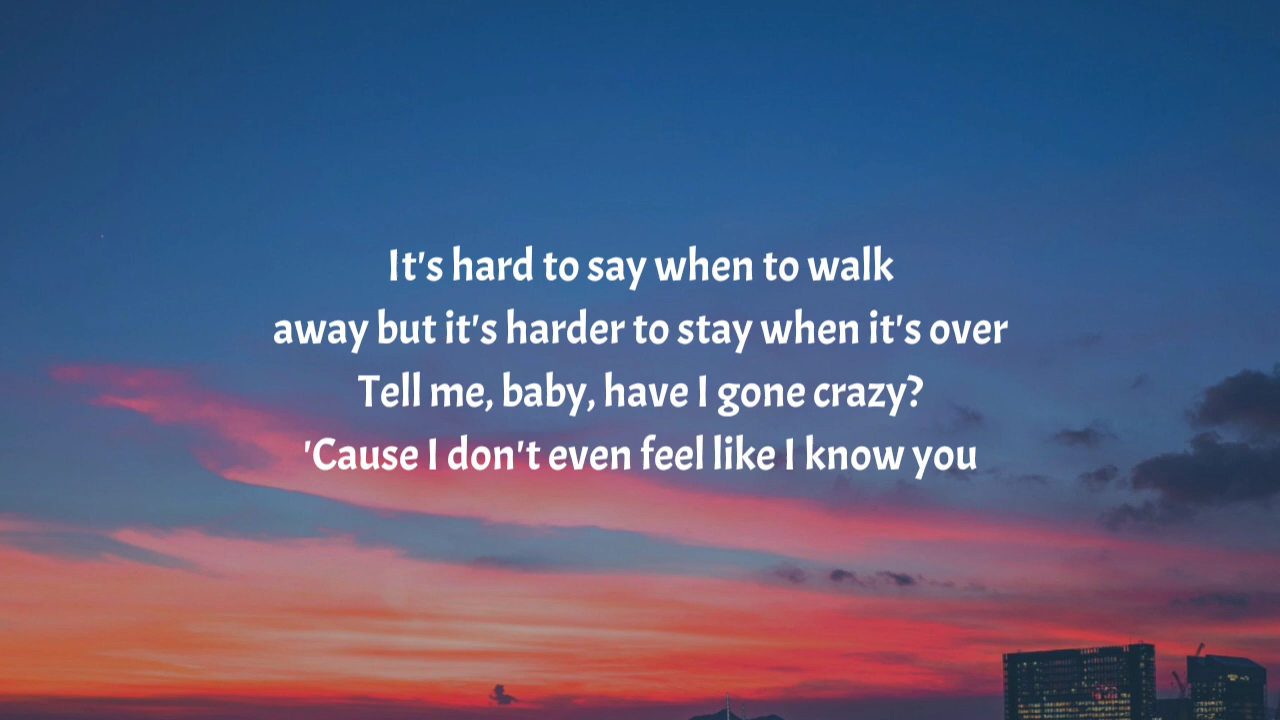 It's hard to say when to walk
away but it's harder to stay when it's over
Tell me, baby, have I gone crazy?
'Cause I don't even feel like I know you